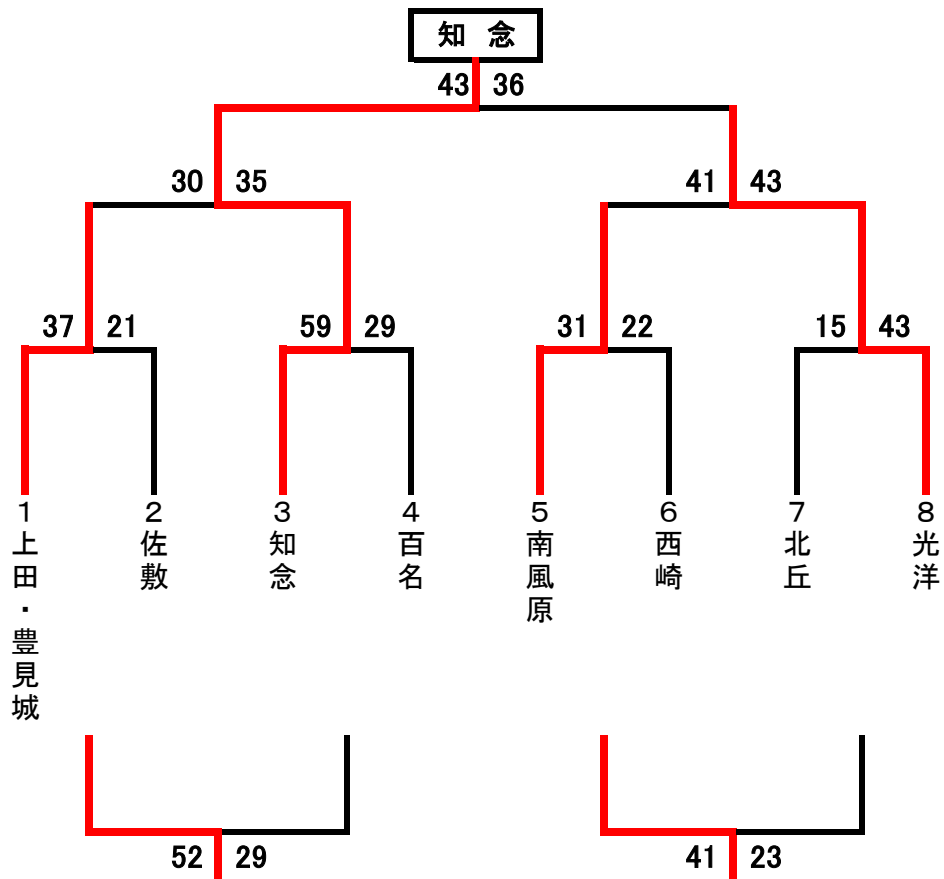 知 念
43 36
30 35
41 43
37 21
59 29
31 22
15 43
1 上田・豊見城
2 佐敷
3 知念
4 百名
5 南風原
6 西崎
7 北丘
8 光洋
52 29
41 23